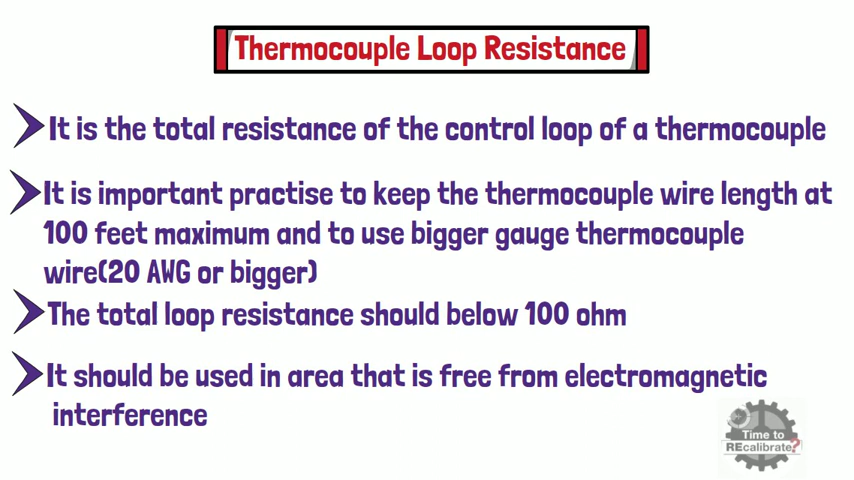 Thermocouple Loop Resistance
It is the total resistance of the control loop of a thermocouple
It is important practise to keep the thermocouple wire length at
100 feet maximum and to use bigger gauge thermocouple
wire(20 AWG or bigger)
The total loop resistance should below 100 ohm
It should be used in area that is free from electromagnetic
interference
Time to
REcalibrate?